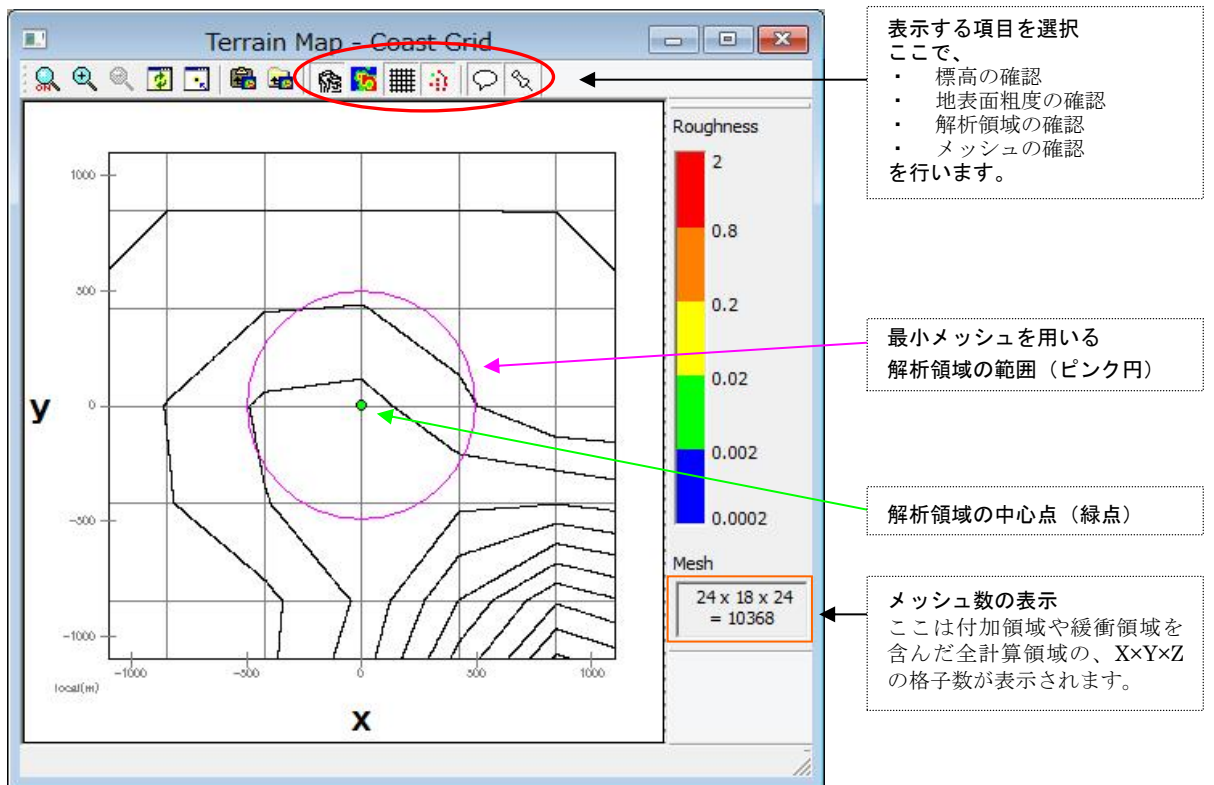 Terrain Map - Coast Grid
ON
Roughness
2
0.8
0.2
0.02
0.002
0.0002
Mesh
24 x 18 x 24
= 10368
1000
500
0
-500
-1000
y
-1000
-500
0
500
1000
local(m)
x
表示する項目を選択
ここで、
・ 標高の確認
・ 地表面粗度の確認
・ 解析領域の確認
・ メッシュの確認
を行います。
最小メッシュを用いる
解析領域の範囲（ピンク円）
解析領域の中心点（緑点）
メッシュ数の表示
ここは付加領域や緩衝領域を
含んだ全計算領域の、X×Y×Z
の格子数が表示されます。